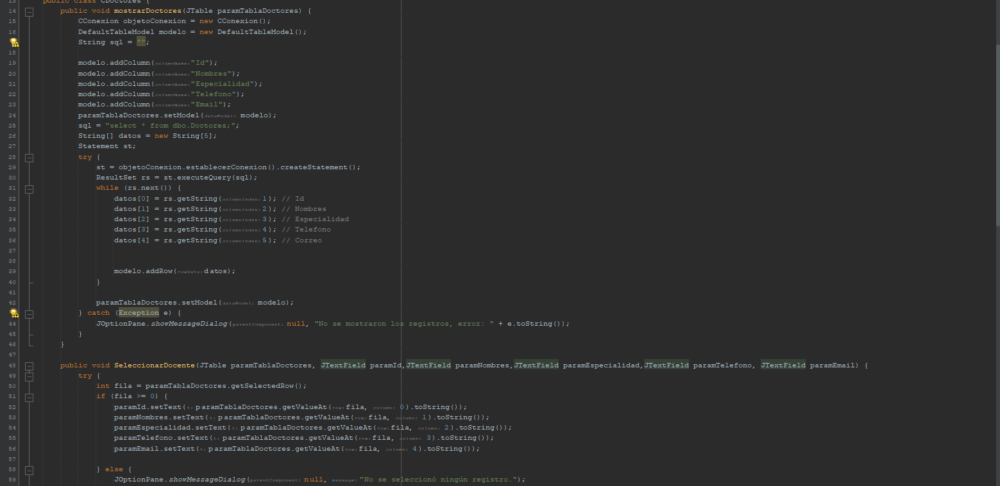 13 public class CDoctores {
14 public void mostrarDoctores(JTable paramTablaDoctores) {
15 CConexion objetoConexion = new CConexion();
16 DefaultTableModel modelo = new DefaultTableModel();
String sql = "";
18
19 modelo.addColumn(columnName:"Id");
20 modelo.addColumn(columnName:"Nombres");
21 modelo.addColumn(columnName:"Especialidad");
22 modelo.addColumn(columnName:"Telefono");
23 modelo.addColumn(columnName:"Email");
24 paramTablaDoctores.setModel(dataModel: modelo);
25 sql = "select * from dbo.Doctores;";
26 String[] datos = new String[5];
27 Statement st;
28 try {
29 st = objetoConexion.establecerConexion().createStatement();
30 ResultSet rs = st.executeQuery(sql);
31 while (rs.next()) {
32 datos[0] = rs.getString(columnIndex:1); // Id
33 datos[1] = rs.getString(columnIndex:2); // Nombres
34 datos[2] = rs.getString(columnIndex:3); // Especialidad
35 datos[3] = rs.getString(columnIndex:4); // Telefono
36 datos[4] = rs.getString(columnIndex:5); // Correo
37
38
39 modelo.addRow(rowData:datos);
40 }
41
42 paramTablaDoctores.setModel(dataModel: modelo);
} catch (Exception e) {
44 JOptionPane.showMessageDialog(parentComponent: null, "No se mostraron los registros, error: " + e.toString());
45 }
46 }
47
48 public void SeleccionarDocente(JTable paramTablaDoctores, JTextField paramId,JTextField paramNombres,JTextField paramEspecialidad,JTextField paramTelefono, JTextField paramEmail) {
49 try {
50 int fila = paramTablaDoctores.getSelectedRow();
51 if (fila >= 0) {
52 paramId.setText(t: paramTablaDoctores.getValueAt(row: fila, column: 0).toString());
53 paramNombres.setText(t: paramTablaDoctores.getValueAt(row: fila, column: 1).toString());
54 paramEspecialidad.setText(t: paramTablaDoctores.getValueAt(row: fila, column: 2).toString());
55 paramTelefono.setText(t: paramTablaDoctores.getValueAt(row: fila, column: 3).toString());
56 paramEmail.setText(t: paramTablaDoctores.getValueAt(row: fila, column: 4).toString());
57
58 } else {
59 JOptionPane.showMessageDialog(parentComponent: null, message: "No se seleccionó ningún registro.");